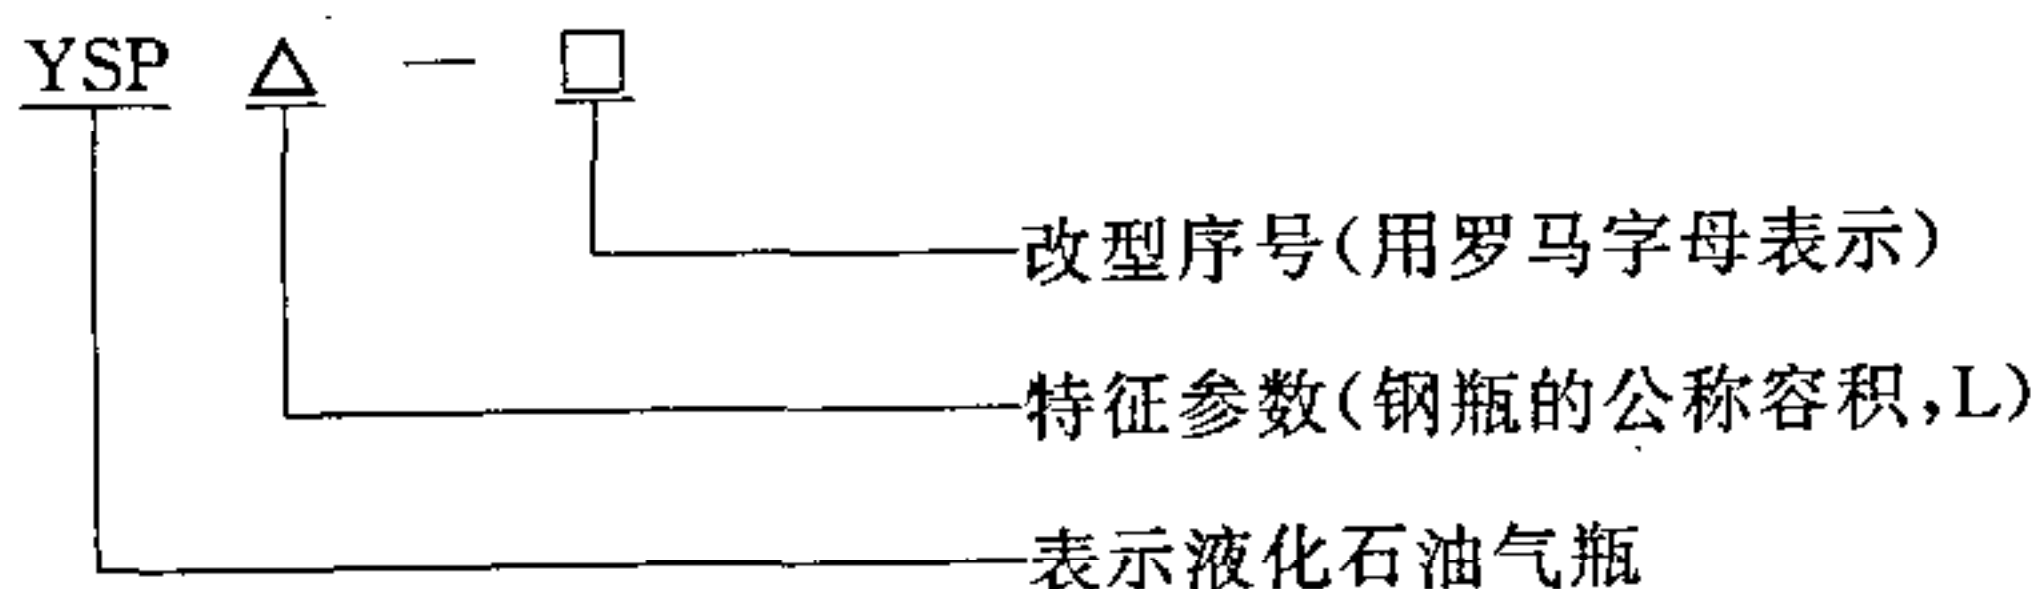 YSP △ — □
改型序号(用罗马字母表示)
特征参数(钢瓶的公称容积,L)
表示液化石油气瓶